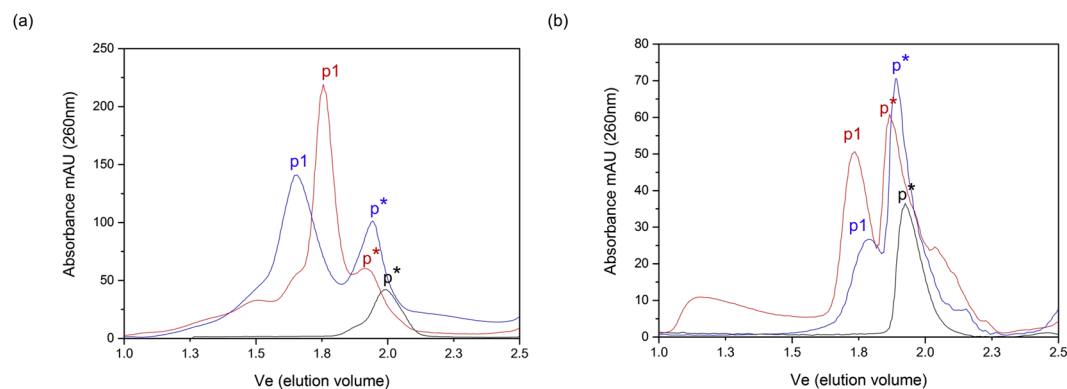 (a)
250
200
150
100
50
0
Absorbance mAU (260nm)
p1
p1
p*
p*
p*
1.0
1.3
1.5
1.8
2.0
2.3
2.5
Ve (elution volume)
(b)
80
70
60
50
40
30
20
10
0
Absorbance mAU (260nm)
p*
p*
p1
p*
p1
1.0
1.3
1.5
1.8
2.0
2.3
2.5
Ve (elution volume)